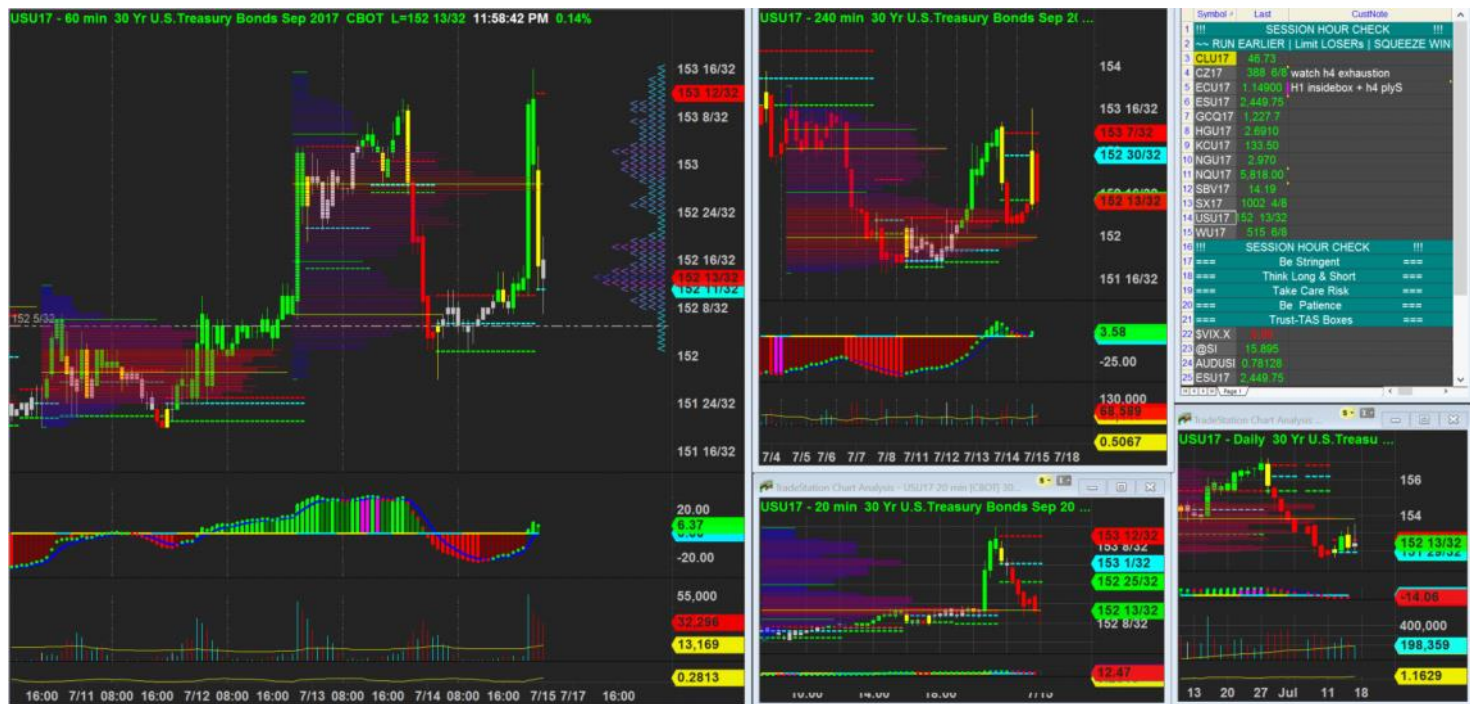 USU17 - 60 min 30 Yr U.S.Treasury Bonds Sep 2017 CBOT L=152 13/32 11:58:42 PM 0.14%
153 16/32
153 12/32
153 8/32
153
152 24/32
152 16/32
152 13/32
152 11/32
152 8/32
152 5/32
152
151 24/32
151 16/32
20.00
6.37
-20.00
55,000
32,296
13,169
0.2813
16:00 7/11 08:00 16:00 7/12 08:00 16:00 7/13 08:00 16:00 7/14 08:00 16:00 7/15 7/17 16:00
USU17 - 240 min 30 Yr U.S.Treasury Bonds Sep 20 ...
154
153 16/32
153 7/32
152 30/32
152 13/32
152
151 16/32
3.58
-25.00
130,000
68,589
0.5067
7/4 7/5 7/6 7/7 7/8 7/11 7/12 7/13 7/14 7/15 7/18
TradeStation Chart Analysis - USU17 20 min [CBOT] 30...
USU17 - 20 min 30 Yr U.S.Treasury Bonds Sep 20 ...
153 12/32
153 8/32
153 1/32
152 25/32
152 13/32
152 8/32
12.47
7/15
Symbol Last CustNote
1 !!! SESSION HOUR CHECK !!!
2 ~~ RUN EARLIER | Limit LOSERs | SQUEEZE WIN
3 CLU17 46.73
4 CZ17 388 6/8 watch h4 exhaustion
5 ECU17 1.14900 H1 insidebox + h4 plyS
6 ESU17 2,449.75
7 GCQ17 1,227.7
8 HGU17 2.6910
9 KCU17 133.50
10 NGU17 2.970
11 NQU17 5,818.00
12 SBV17 14.19
13 SX17 1002 4/8
14 USU17 152 13/32
15 WU17 515 6/8
16 !!! SESSION HOUR CHECK !!!
17 === Be Stringent ===
18 === Think Long & Short ===
19 === Take Care Risk ===
20 === Be Patience ===
21 === Trust-TAS Boxes ===
22 $VIX.X
23 @SI 15.895
24 AUDUSI 0.78128
25 ESU17 2,449.75
Page 1
TradeStation Chart Analysis ...
USU17 - Daily 30 Yr U.S.Treasu ...
156
154
152 13/32
151 29/32
-14.06
400,000
198,359
1.1629
13 20 27 Jul 11 18